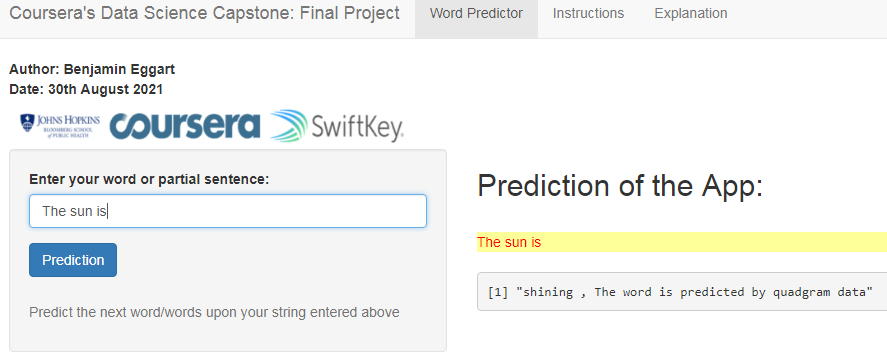 Coursera's Data Science Capstone: Final Project Word Predictor Instructions Explanation
Author: Benjamin Eggart
Date: 30th August 2021
JOHNS HOPKINS
BLOOMBERG SCHOOL
of PUBLIC HEALTH
coursera
SwiftKey
Enter your word or partial sentence:
The sun is
Prediction
Predict the next word/words upon your string entered above
Prediction of the App:
The sun is
[1] "shining , The word is predicted by quadgram data"